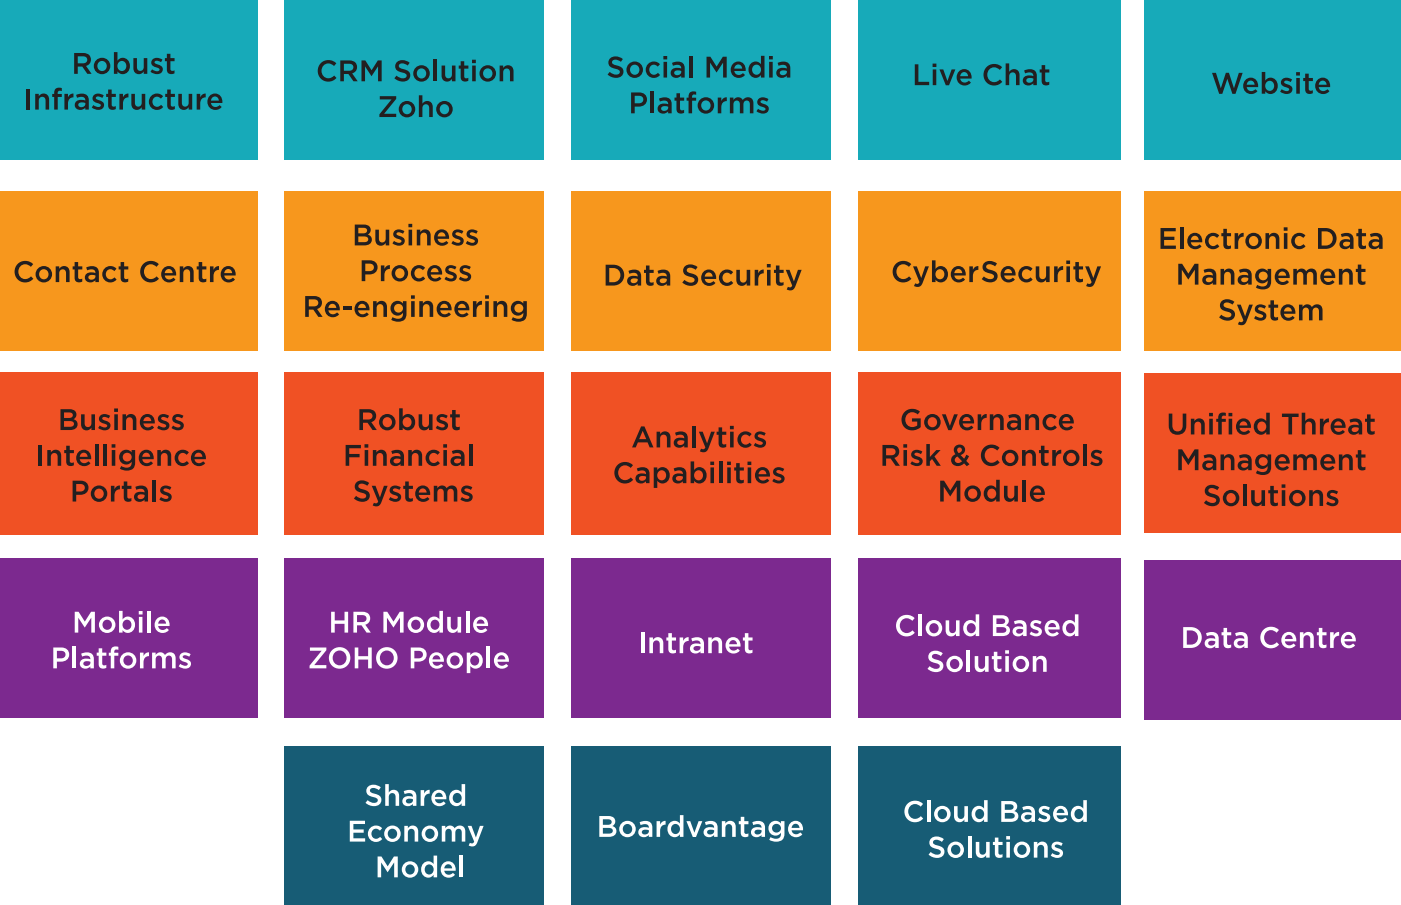 Robust
Infrastructure
CRM Solution
Zoho
Social Media
Platforms
Live Chat
Website
Contact Centre
Business
Process
Re-engineering
Data Security
CyberSecurity
Electronic Data
Management
System
Business
Intelligence
Portals
Robust
Financial
Systems
Analytics
Capabilities
Governance
Risk & Controls
Module
Unified Threat
Management
Solutions
Mobile
Platforms
HR Module
ZOHO People
Intranet
Cloud Based
Solution
Data Centre
Shared
Economy
Model
Boardvantage
Cloud Based
Solutions